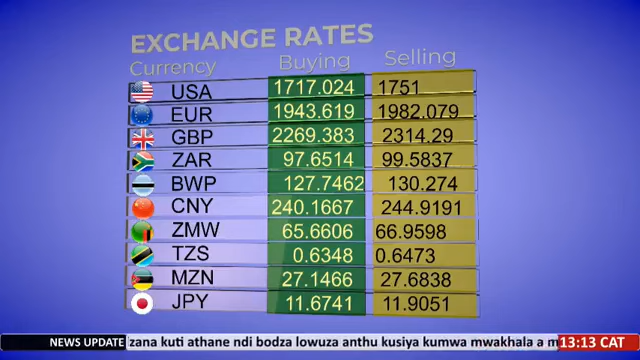 EXCHANGE RATES
Currency Buying Selling
USA 1717.024 1751
EUR 1943.619 1982.079
GBP 2269.383 2314.29
ZAR 97.6514 99.5837
BWP 127.7462 130.274
CNY 240.1667 244.9191
ZMW 65.6606 66.9598
TZS 0.6348 0.6473
MZN 27.1466 27.6838
JPY 11.6741 11.9051
NEWS UPDATE zana kuti athane ndi bodza lowuza anthu kusiya kumwa mwakhala a m 13:13 CAT